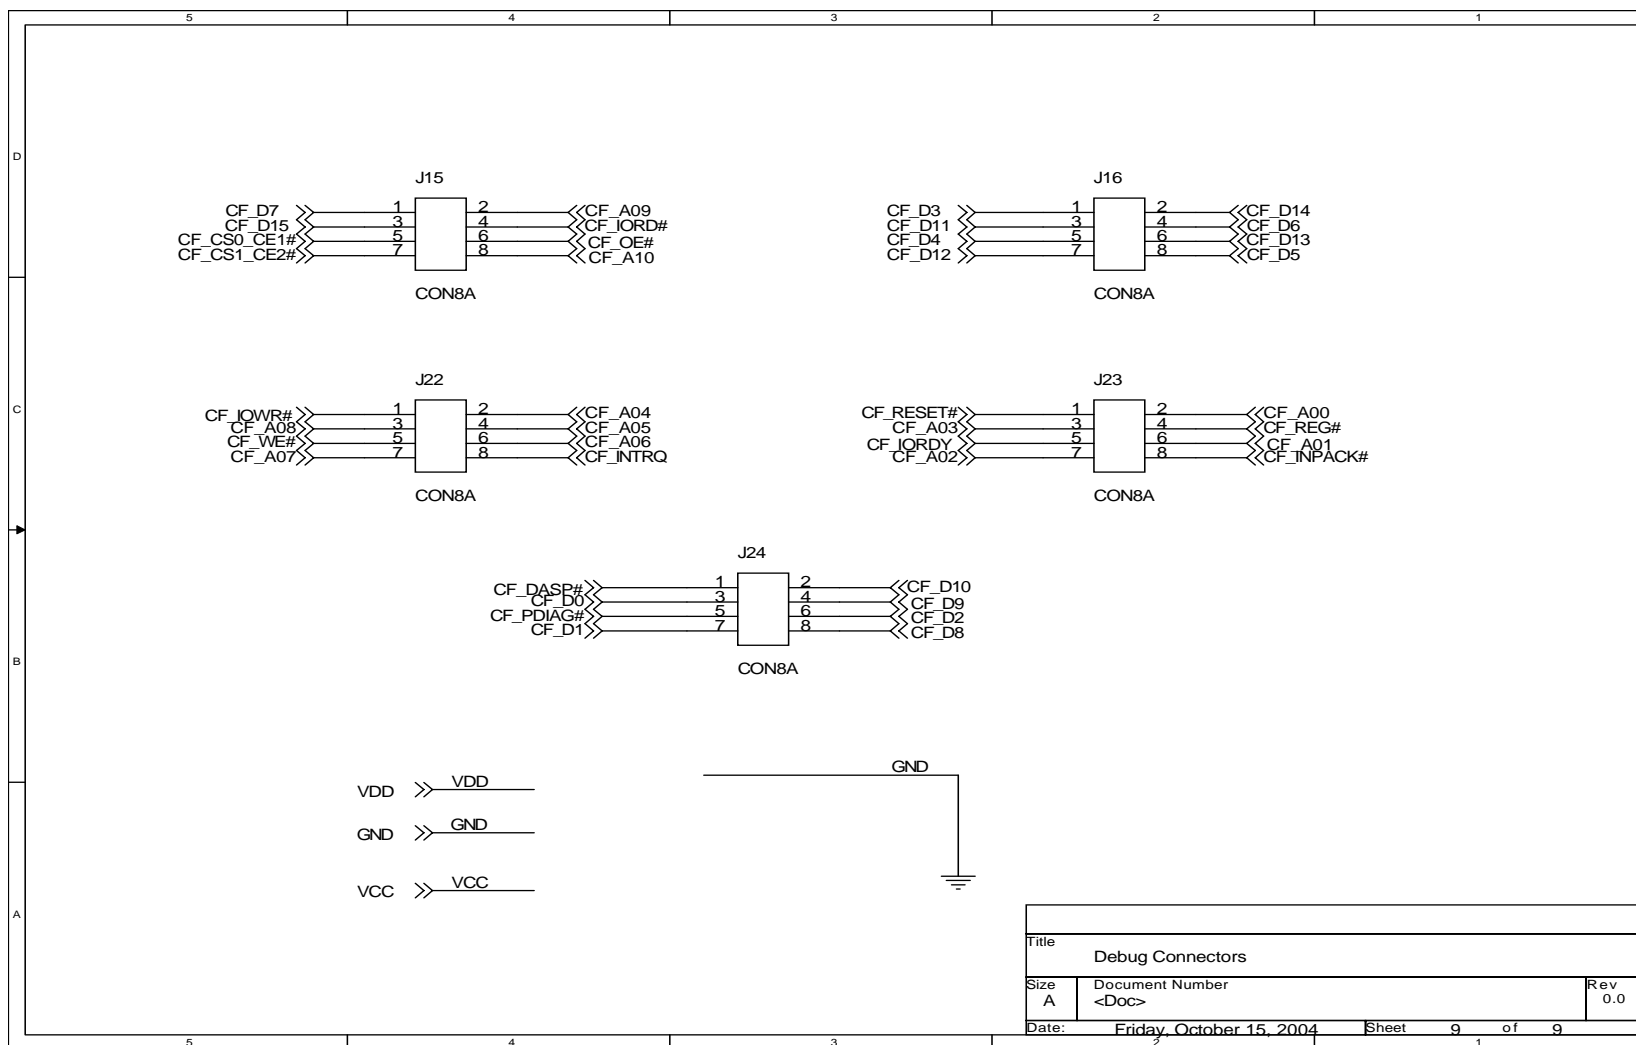 5 4 3 2 1
D
C
B
A
J15
CF_D7 1 2 CF_A09
CF_D15 3 4 CF_IORD#
CF_CS0_CE1# 5 6 CF_OE#
CF_CS1_CE2# 7 8 CF_A10
CON8A
J16
CF_D3 1 2 CF_D14
CF_D11 3 4 CF_D6
CF_D4 5 6 CF_D13
CF_D12 7 8 CF_D5
CON8A
J22
CF_IOWR# 1 2 CF_A04
CF_A08 3 4 CF_A05
CF_WE# 5 6 CF_A06
CF_A07 7 8 CF_INTRQ
CON8A
J23
CF_RESET# 1 2 CF_A00
CF_A03 3 4 CF_REG#
CF_IORDY 5 6 CF_A01
CF_A02 7 8 CF_INPACK#
CON8A
J24
CF_DASP# 1 2 CF_D10
CF_D0 3 4 CF_D9
CF_PDIAG# 5 6 CF_D2
CF_D1 7 8 CF_D8
CON8A
VDD VDD
GND GND
VCC VCC
GND
Title
Debug Connectors
Size Document Number Rev
A <Doc> 0.0
Date: Friday, October 15, 2004 Sheet 9 of 9
5 4 3 2 1